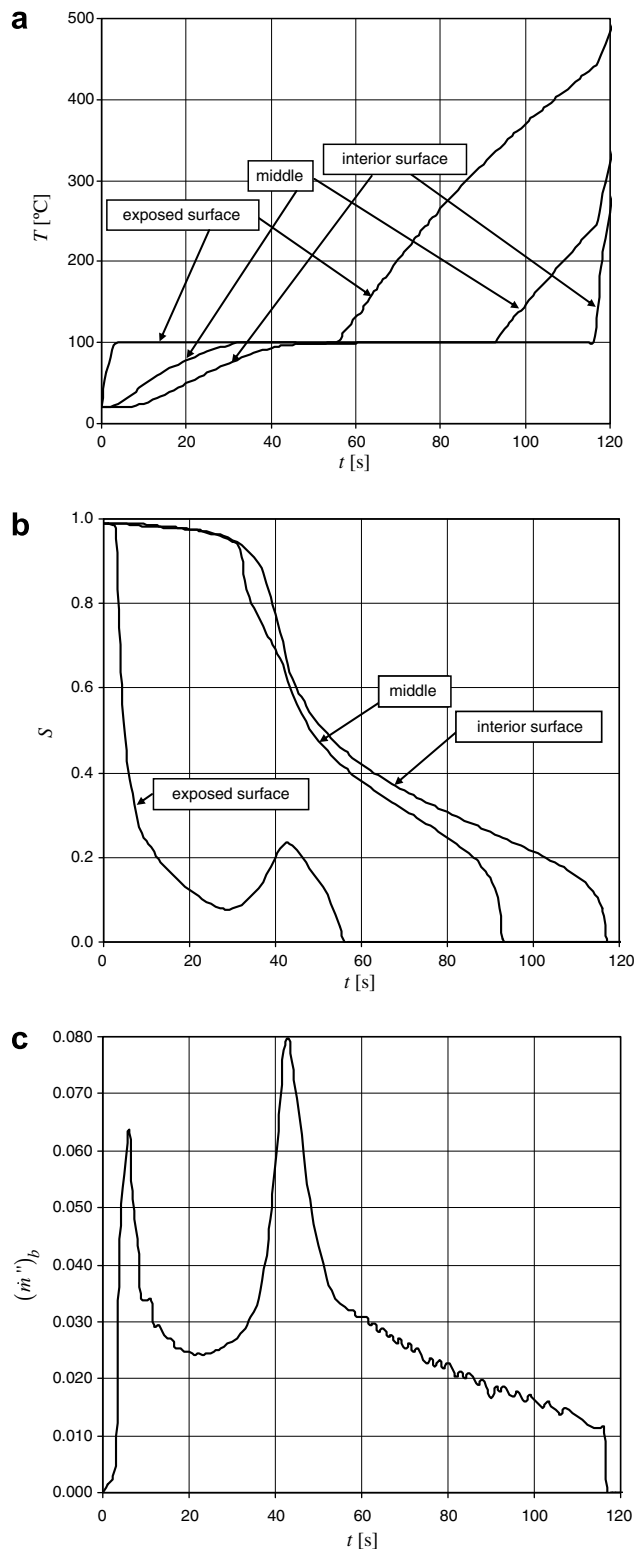 a
500
400
300
200
100
0
T [ºC]
interior surface
middle
exposed surface
0 20 40 60 80 100 120
t [s]
b
1.0
0.8
0.6
0.4
0.2
0.0
S
middle
interior surface
exposed surface
0 20 40 60 80 100 120
t [s]
c
0.080
0.070
0.060
0.050
0.040
0.030
0.020
0.010
0.000
(ṁ'')b
0 20 40 60 80 100 120
t [s]